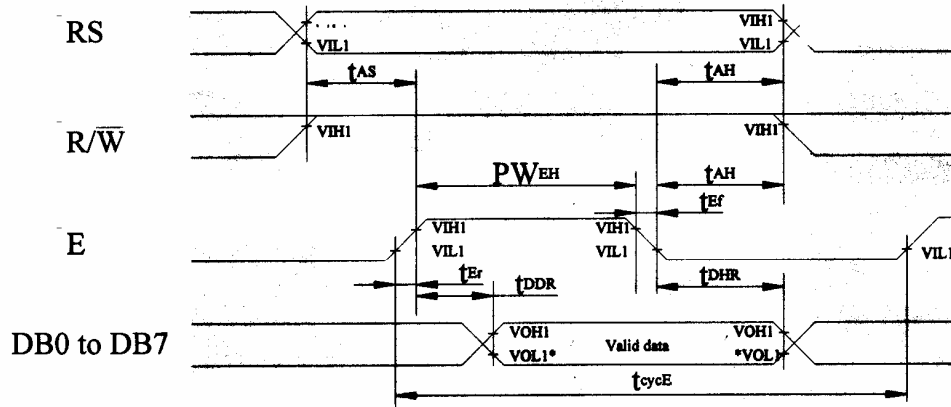 RS
VIL1
VIH1
VIL1
tAS
tAH
R/W̅
VIH1
VIH1
PWEH
tAH
tEf
E
VIH1
VIL1
VIH1
VIL1
VIL1
tEr
tDDR
tDHR
DB0 to DB7
VOH1
VOL1*
Valid data
VOH1
*VOL1
tcycE